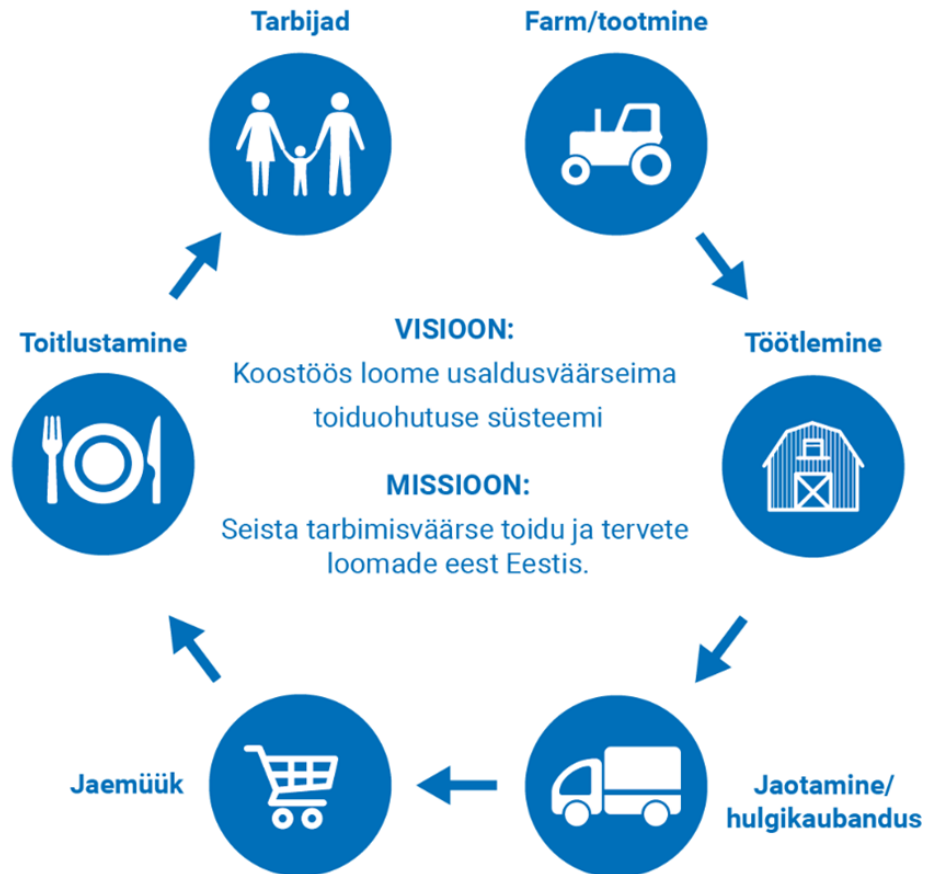 Tarbijad
Farm/tootmine
Toitlustamine
Töötlemine
VISIOON:
Koostöös loome usaldusväärseima
toiduohutuse süsteemi
MISSIOON:
Seista tarbimisväärse toidu ja tervete
loomade eest Eestis.
Jaemüük
Jaotamine/
hulgikaubandus